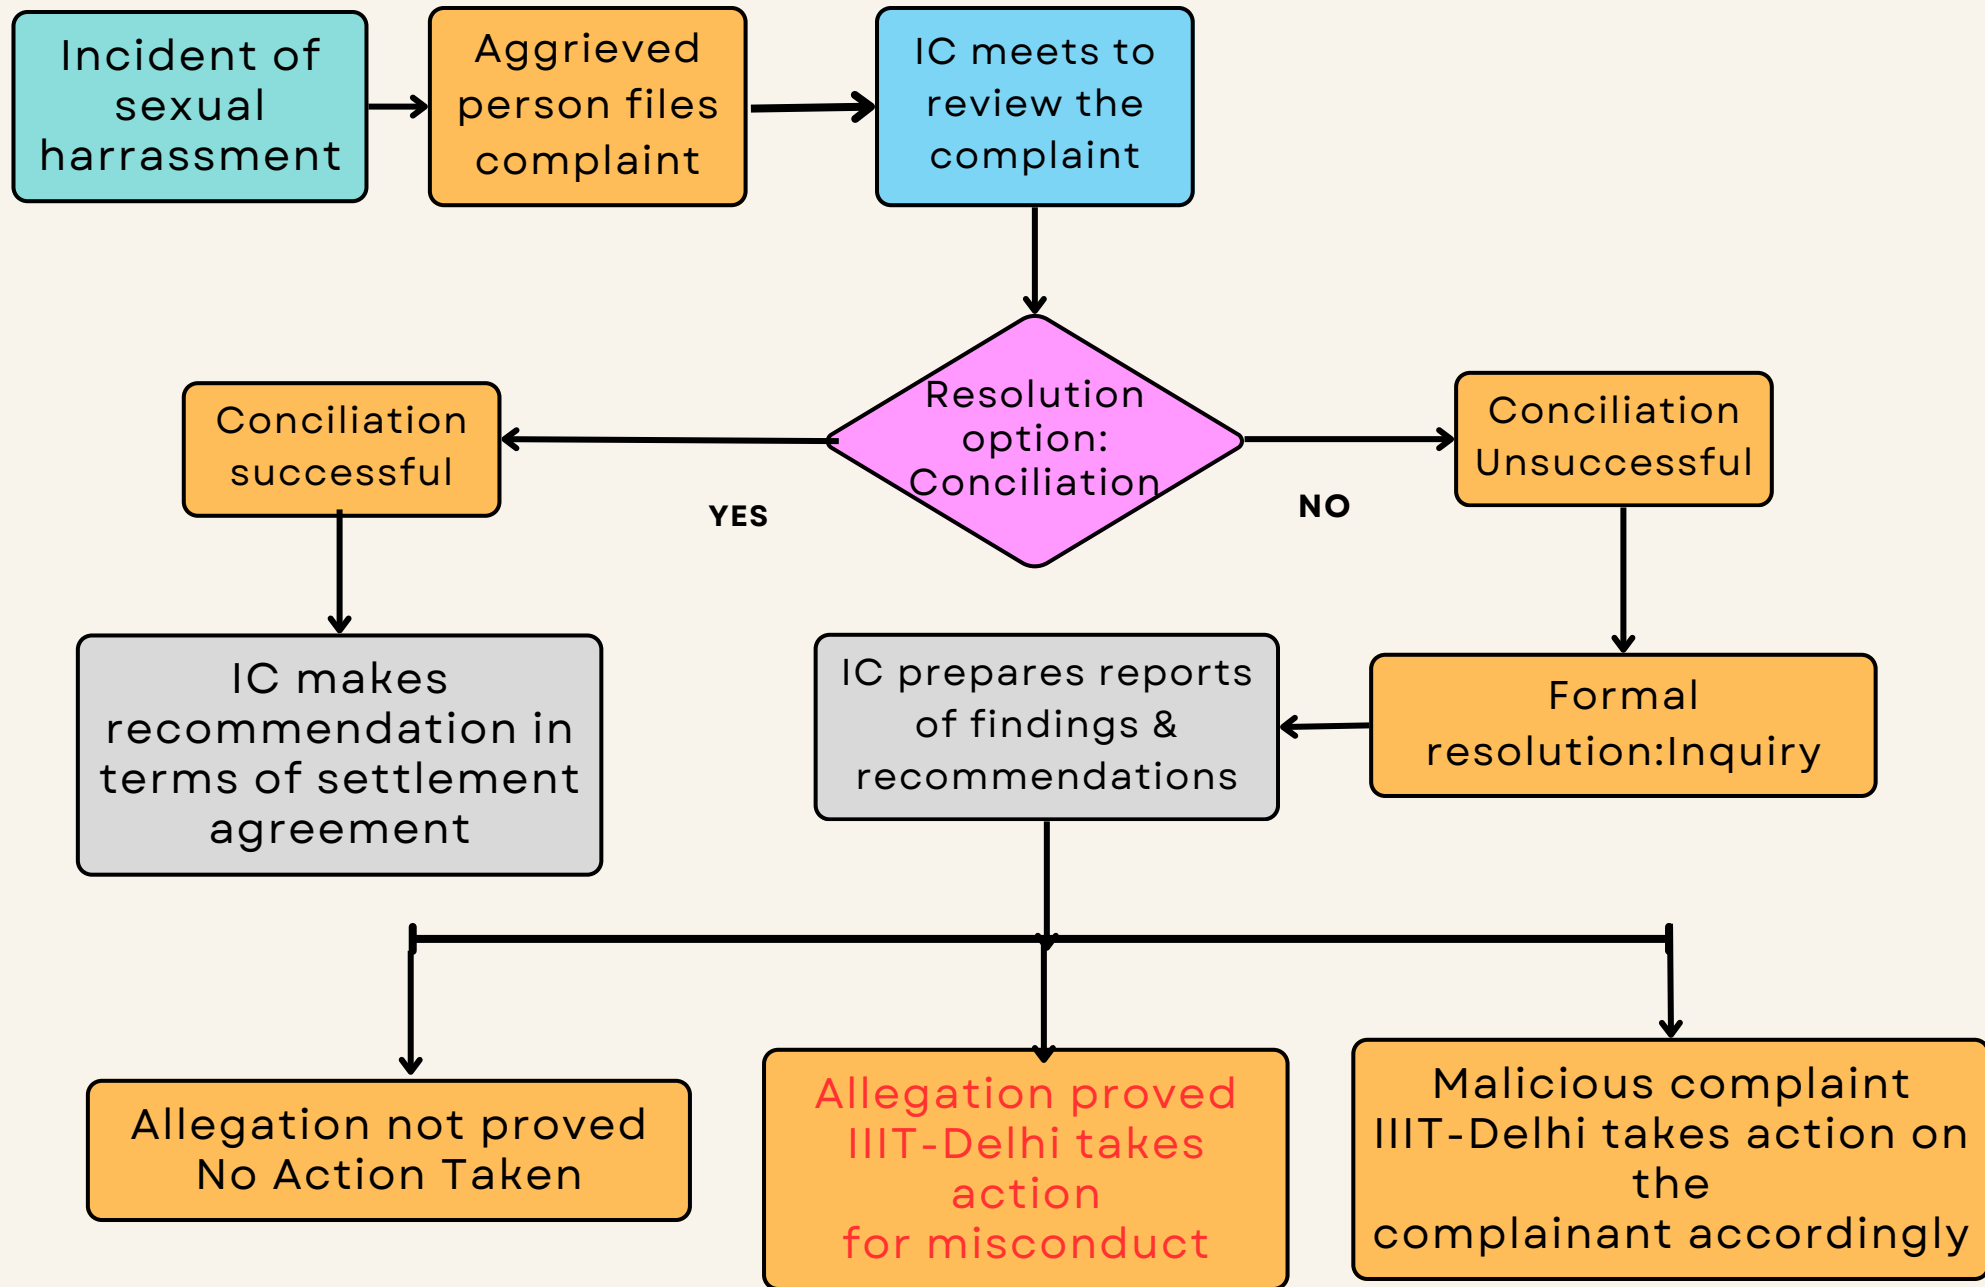 Incident of
sexual
harrassment
Aggrieved
person files
complaint
IC meets to
review the
complaint
Resolution
option:
Conciliation
Conciliation
successful
YES
NO
Conciliation
Unsuccessful
IC makes
recommendation in
terms of settlement
agreement
IC prepares reports
of findings &
recommendations
Formal
resolution:Inquiry
Allegation not proved
No Action Taken
Allegation proved
IIIT-Delhi takes
action
for misconduct
Malicious complaint
IIIT-Delhi takes action on
the
complainant accordingly